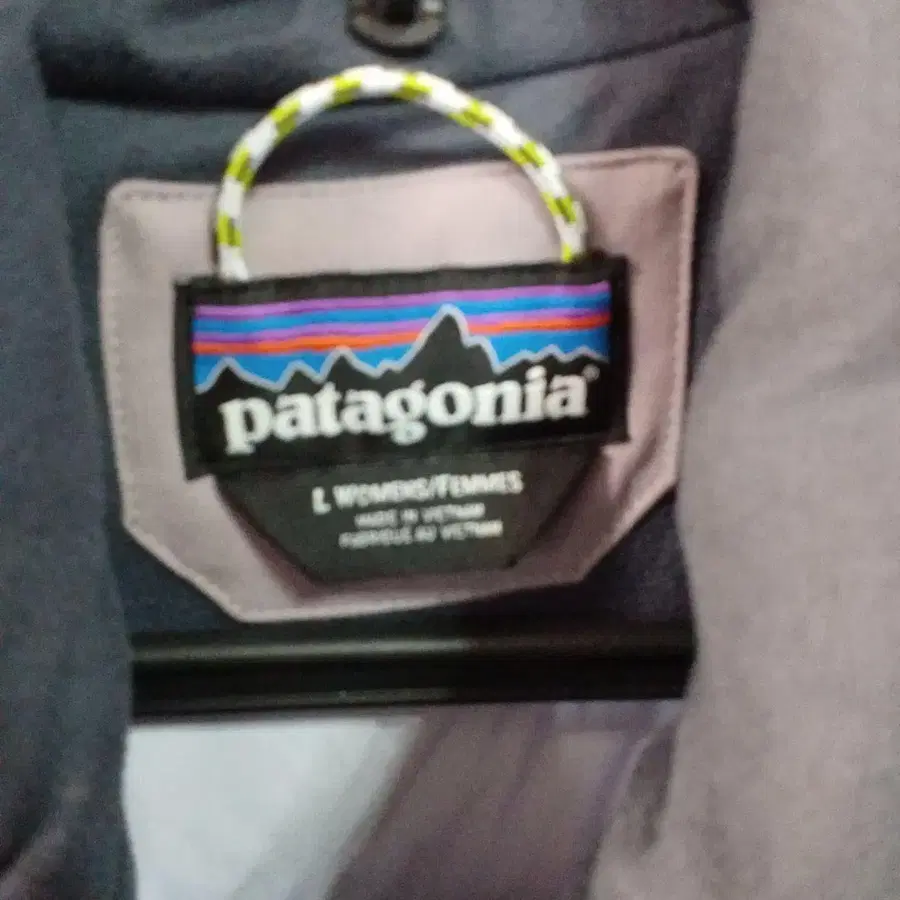 patagonia®
L WOMENS/FEMMES
MADE IN VIETNAM
FABRIQUÉ AU VIETNAM